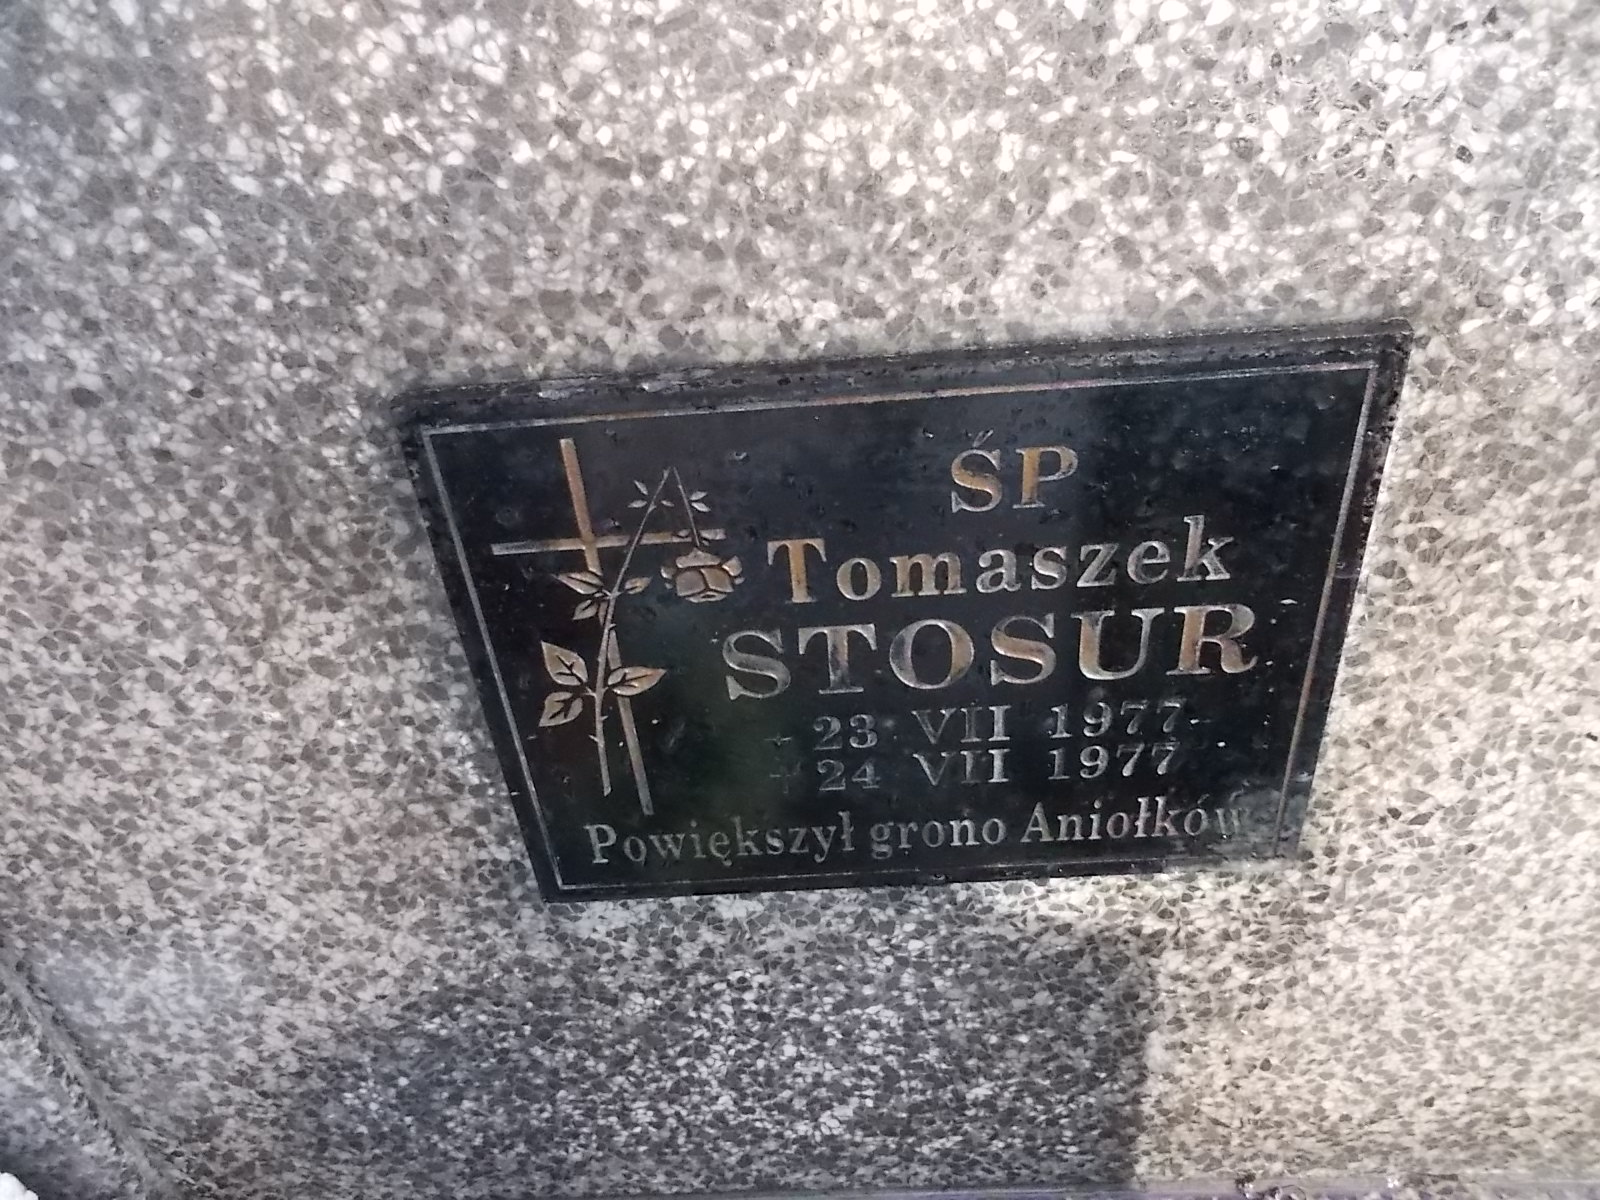 ŚP
Tomaszek
STOSUR
23 VII 1977
24 VII 1977
Powiększył grono Aniołków